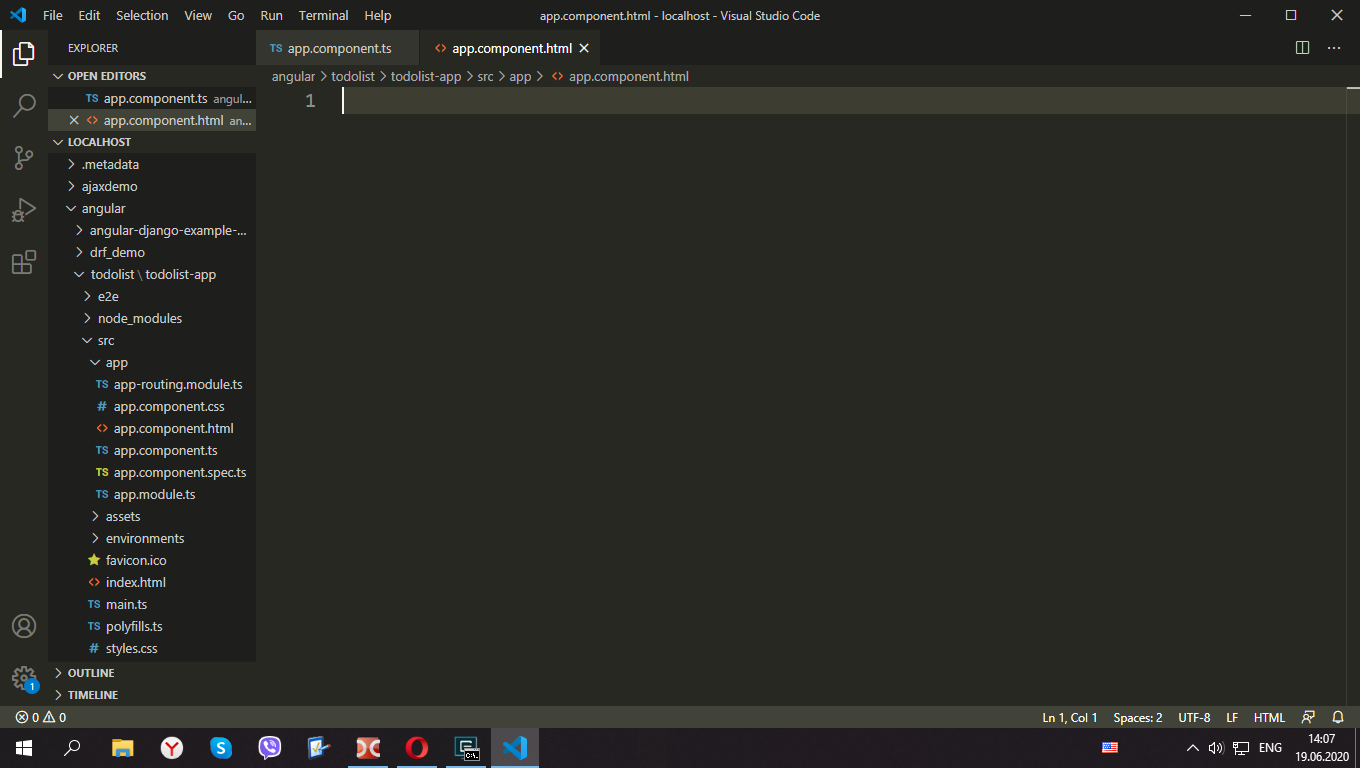 File Edit Selection View Go Run Terminal Help
app.component.html - localhost - Visual Studio Code
EXPLORER
OPEN EDITORS
TS app.component.ts angul...
<> app.component.html an...
LOCALHOST
.metadata
ajaxdemo
angular
angular-django-example-...
drf_demo
todolist \ todolist-app
e2e
node_modules
src
app
TS app-routing.module.ts
# app.component.css
<> app.component.html
TS app.component.ts
TS app.component.spec.ts
TS app.module.ts
assets
environments
favicon.ico
<> index.html
TS main.ts
TS polyfills.ts
# styles.css
OUTLINE
TIMELINE
1
TS app.component.ts
<> app.component.html
angular > todolist > todolist-app > src > app > <> app.component.html
1
0 0
Ln 1, Col 1 Spaces: 2 UTF-8 LF HTML
ENG
14:07
19.06.2020